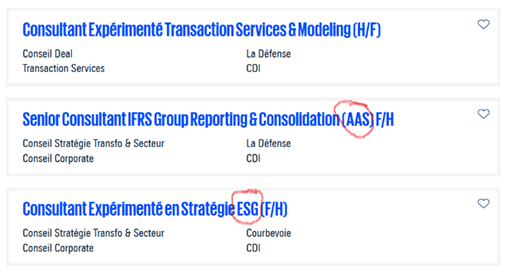 Consultant Expérimenté Transaction Services & Modeling (H/F)
Conseil Deal La Défense
Transaction Services CDI
Senior Consultant IFRS Group Reporting & Consolidation (AAS) F/H
Conseil Stratégie Transfo & Secteur La Défense
Conseil Corporate CDI
Consultant Expérimenté en Stratégie ESG (F/H)
Conseil Stratégie Transfo & Secteur Courbevoie
Conseil Corporate CDI